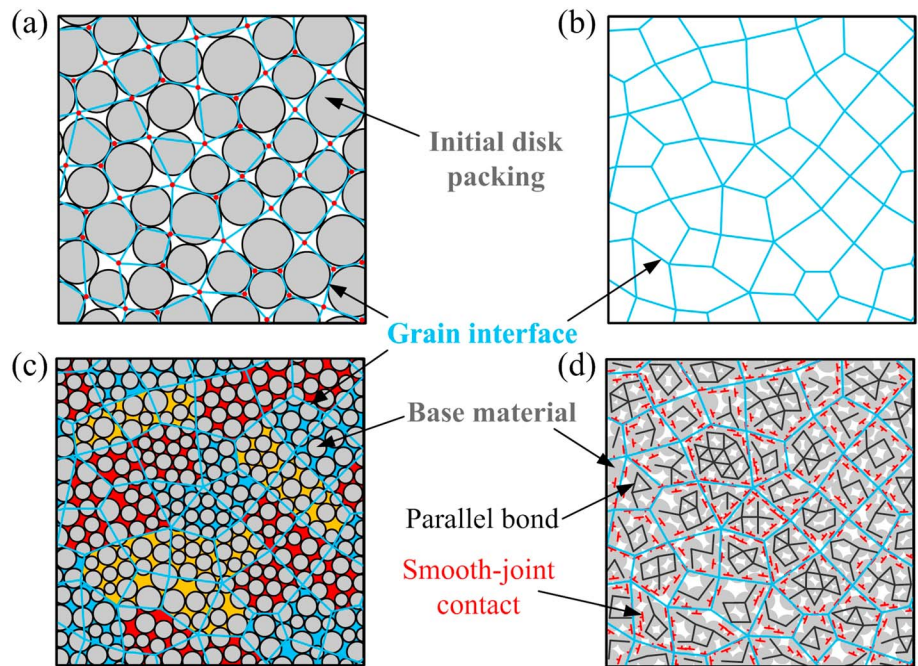 (a)
(b)
Initial disk
packing
Grain interface
(c)
(d)
Base material
Parallel bond
Smooth-joint
contact